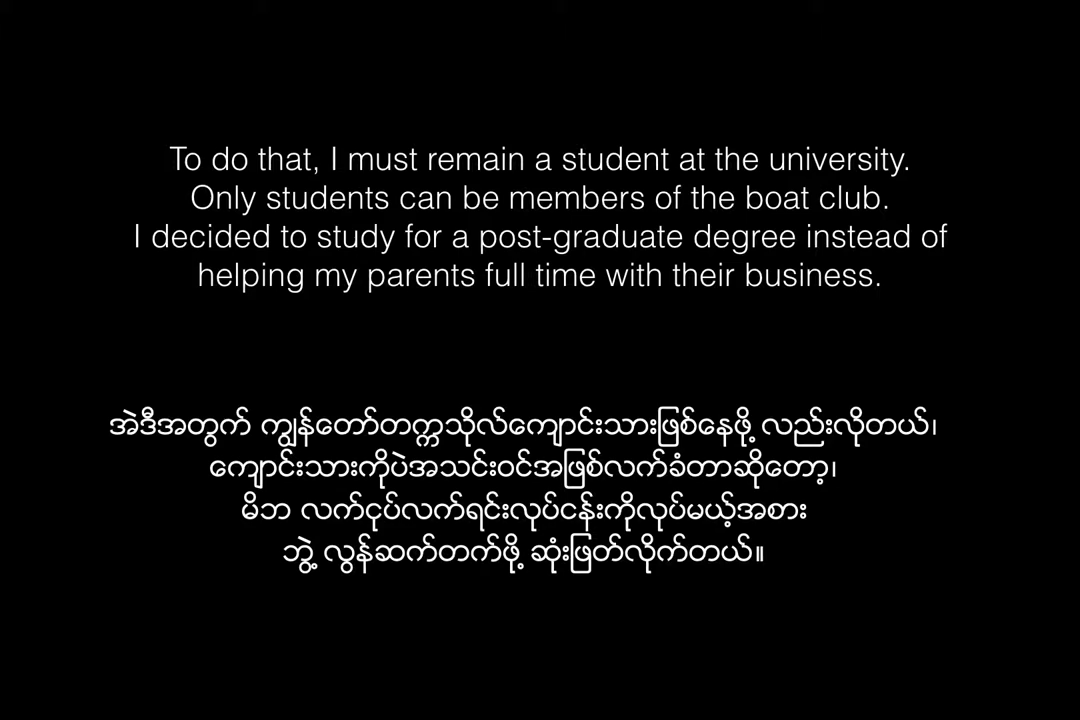 To do that, I must remain a student at the university.
Only students can be members of the boat club.
I decided to study for a post-graduate degree instead of
helping my parents full time with their business.
အဲဒီအတွက် ကျွန်တော်တက္ကသိုလ်ကျောင်းသားဖြစ်နေဖို့ လည်းလိုတယ်၊
ကျောင်းသားကိုပဲအသင်းဝင်အဖြစ်လက်ခံတာဆိုတော့၊
မိဘ လက်ငုပ်လက်ရင်းလုပ်ငန်းကိုလုပ်မယ့်အစား
ဘွဲ့ လွန်ဆက်တက်ဖို့ ဆုံးဖြတ်လိုက်တယ်။